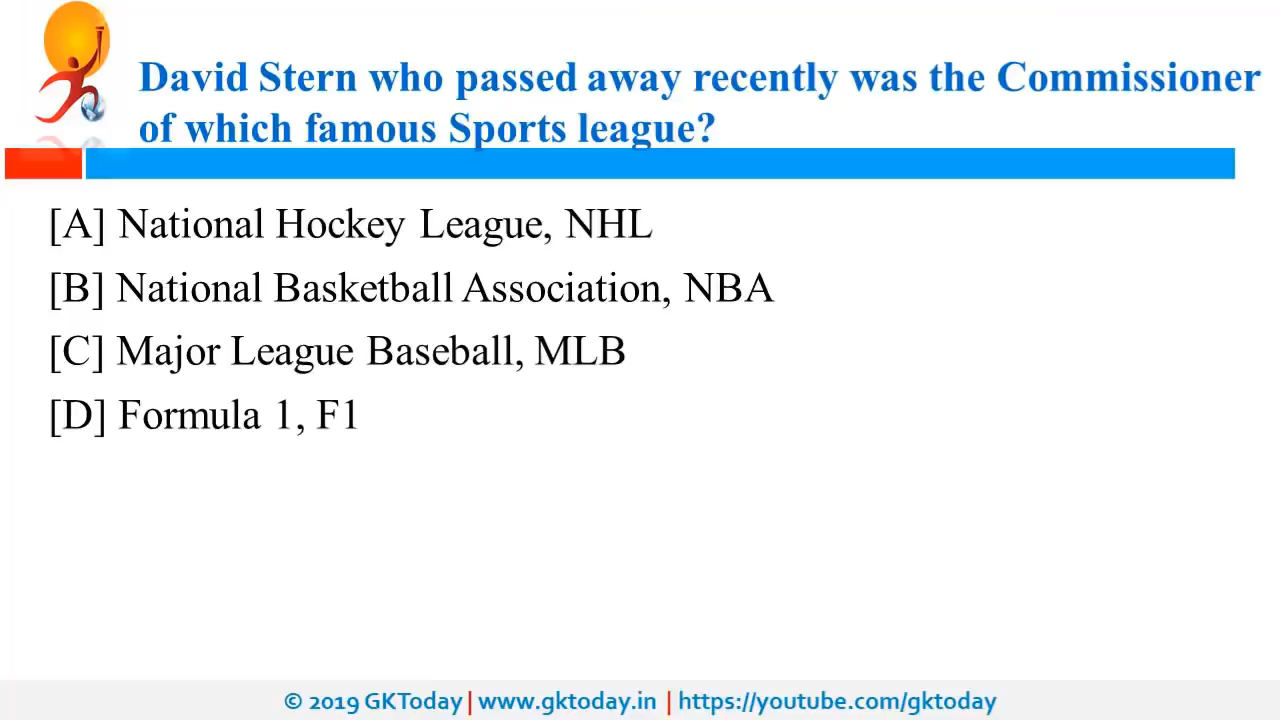 David Stern who passed away recently was the Commissioner
of which famous Sports league?
[A] National Hockey League, NHL
[B] National Basketball Association, NBA
[C] Major League Baseball, MLB
[D] Formula 1, F1
© 2019 GKToday | www.gktoday.in | https://youtube.com/gktoday